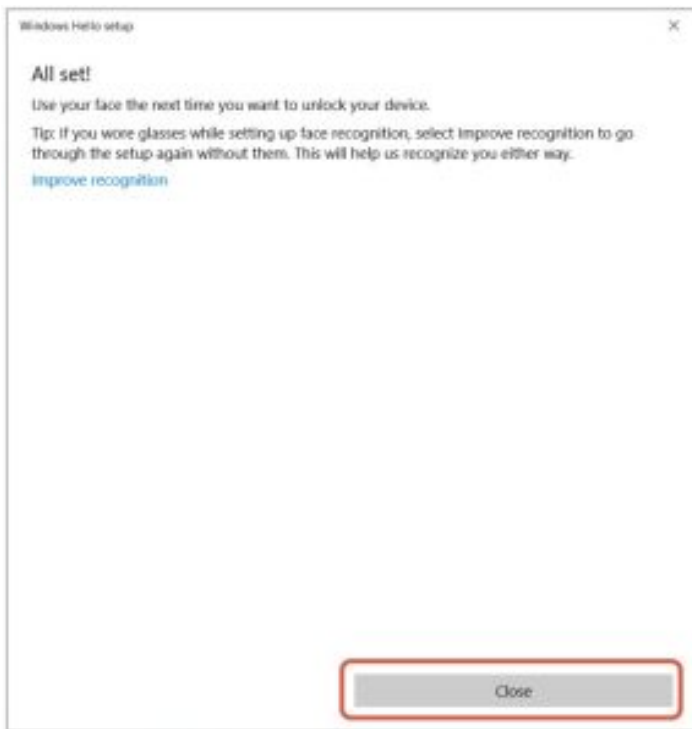 Windows Hello setup
All set!
Use your face the next time you want to unlock your device.
Tip: If you wore glasses while setting up face recognition, select Improve recognition to go
through the setup again without them. This will help us recognize you either way.
Improve recognition
Close